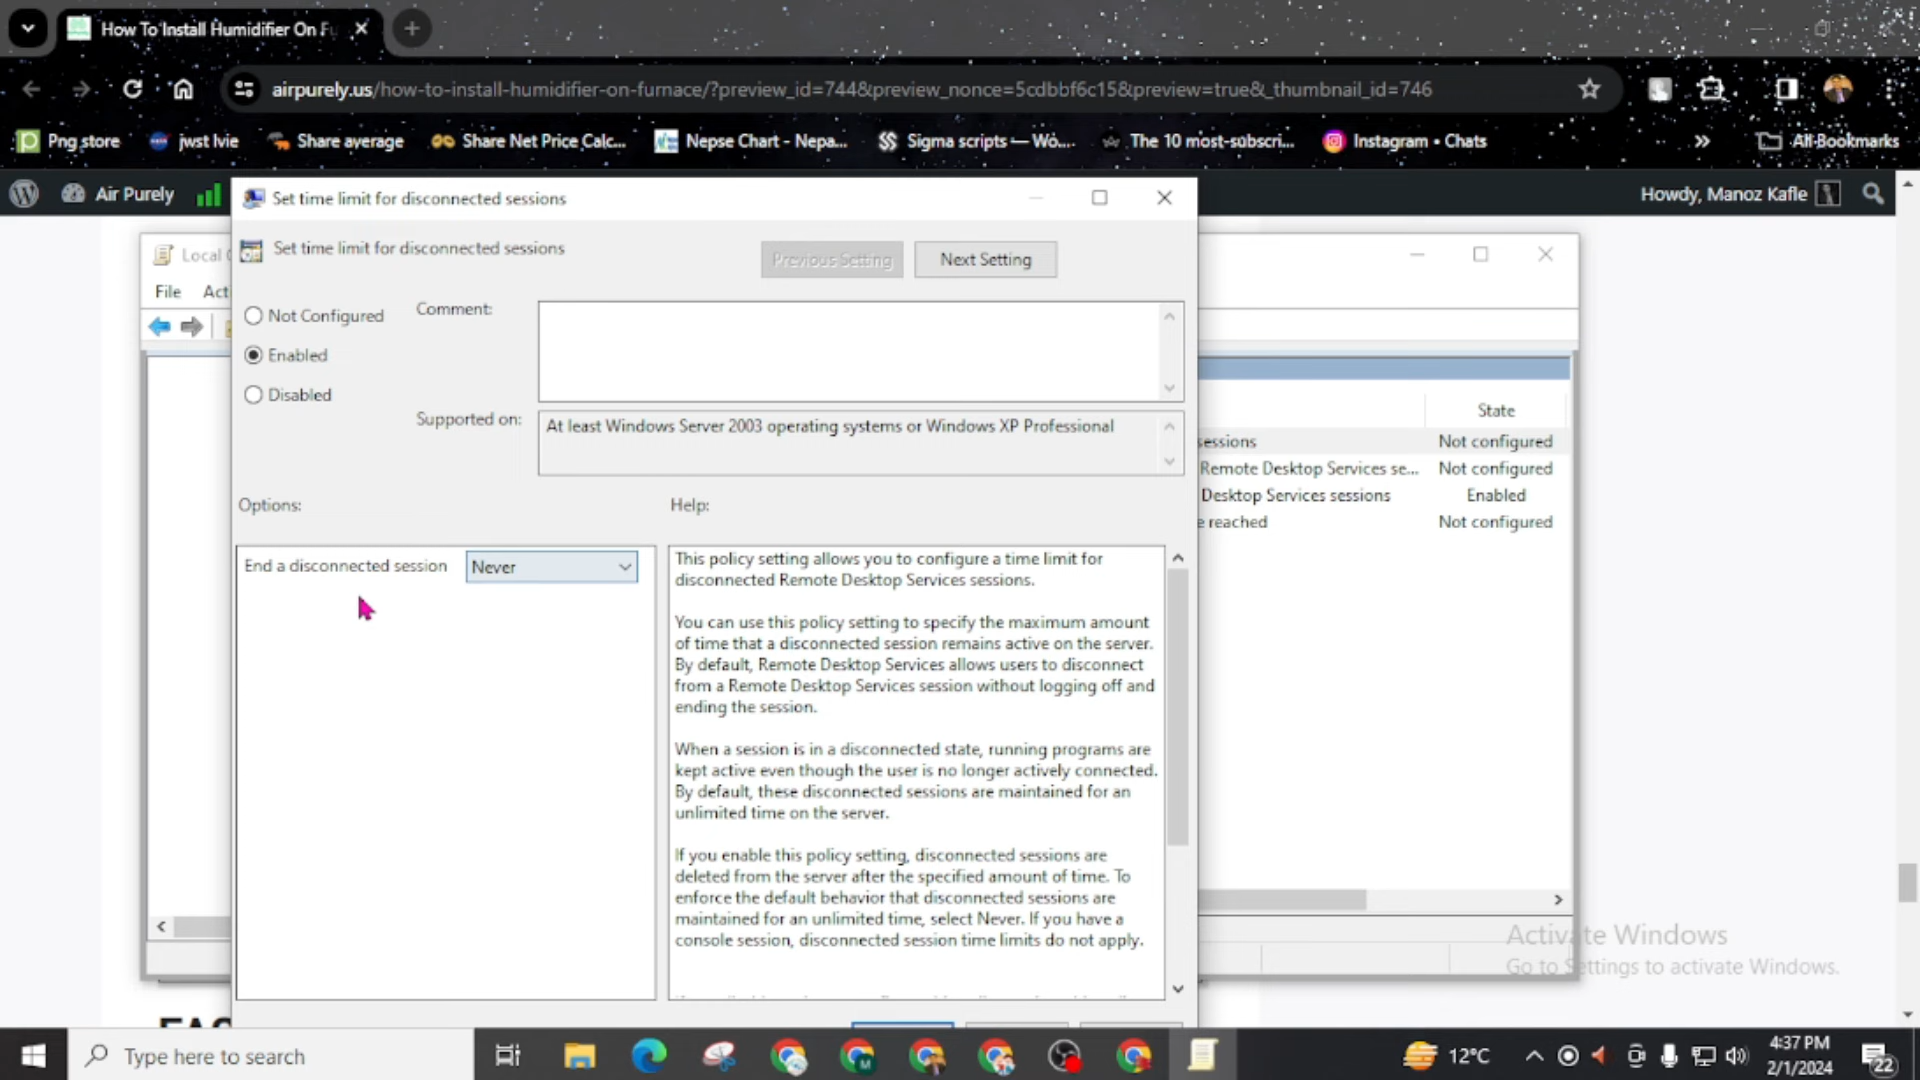 How To Install Humidifier On Fu
airpurely.us/how-to-install-humidifier-on-furnace/?preview_id=744&preview_nonce=5cdbbf6c15&preview=true&_thumbnail_id=746
Png store
jwst lvie
Share average
Share Net Price Calc...
Nepse Chart - Nepa...
Sigma scripts — Wo...
The 10 most-subscri...
Instagram • Chats
»
All Bookmarks
Air Purely
Howdy, Manoz Kafle
Set time limit for disconnected sessions
Set time limit for disconnected sessions
Previous Setting
Next Setting
Not Configured
Enabled
Disabled
Comment:
Supported on:
At least Windows Server 2003 operating systems or Windows XP Professional
Options:
Help:
End a disconnected session
Never
This policy setting allows you to configure a time limit for
disconnected Remote Desktop Services sessions.
You can use this policy setting to specify the maximum amount
of time that a disconnected session remains active on the server.
By default, Remote Desktop Services allows users to disconnect
from a Remote Desktop Services session without logging off and
ending the session.
When a session is in a disconnected state, running programs are
kept active even though the user is no longer actively connected.
By default, these disconnected sessions are maintained for an
unlimited time on the server.
If you enable this policy setting, disconnected sessions are
deleted from the server after the specified amount of time. To
enforce the default behavior that disconnected sessions are
maintained for an unlimited time, select Never. If you have a
console session, disconnected session time limits do not apply.
Local
File
Acti
State
sessions Not configured
Remote Desktop Services se... Not configured
Desktop Services sessions Enabled
e reached Not configured
Activate Windows
Go to Settings to activate Windows.
Type here to search
12°C
4:37 PM
2/1/2024
22